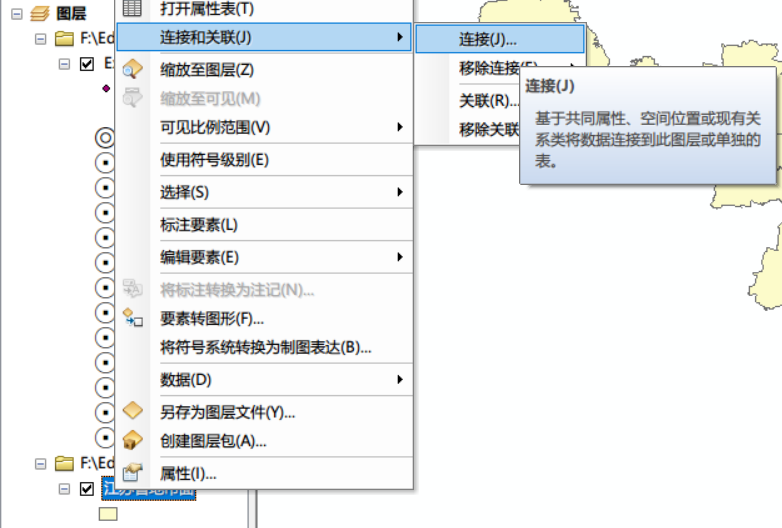 图层
打开属性表(T)
F:\Ed
连接和关联(J)
连接(J)...
缩放至图层(Z)
移除连接(E)
连接(J)
缩放至可见(M)
关联(R)...
基于共同属性、空间位置或现有关
可见比例范围(V)
移除关联
系类将数据连接到此图层或单独的
使用符号级别(E)
表。
选择(S)
标注要素(L)
编辑要素(E)
将标注转换为注记(N)...
要素转图形(F)...
将符号系统转换为制图表达(B)...
数据(D)
另存为图层文件(Y)...
创建图层包(A)...
F:\Ed
属性(I)...